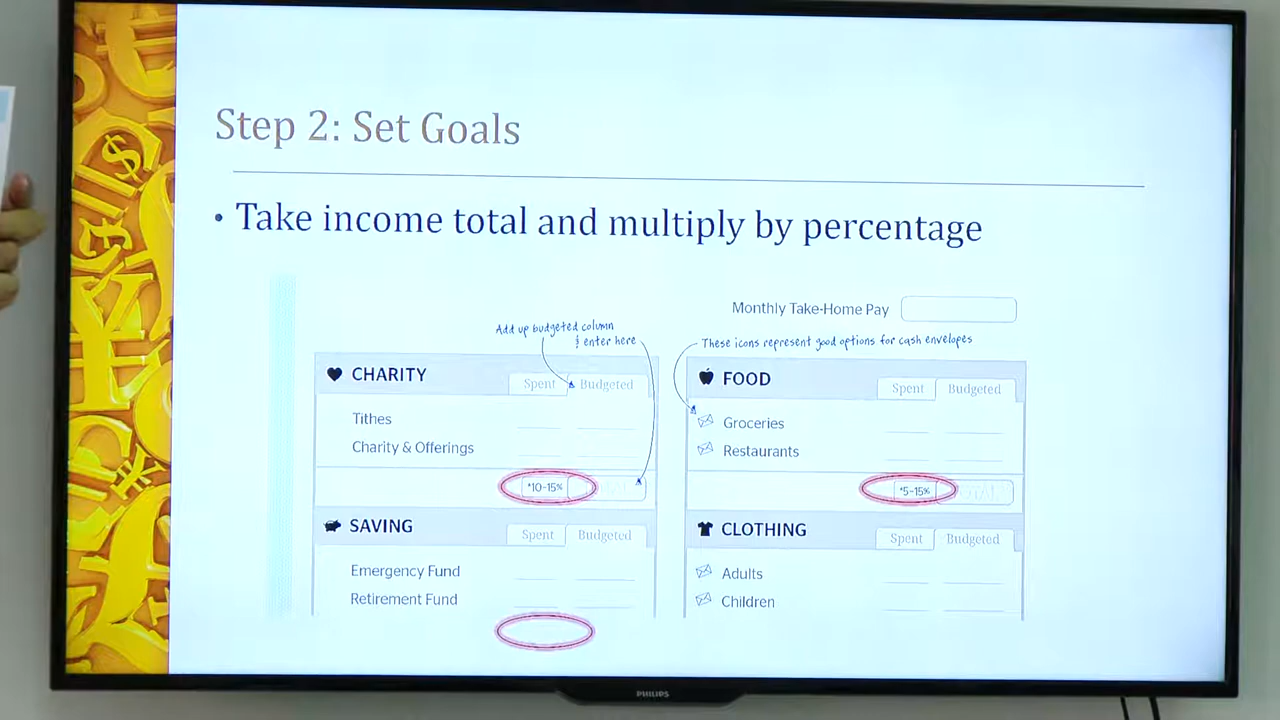 Step 2: Set Goals
• Take income total and multiply by percentage
Monthly Take-Home Pay
Add up budgeted column
& enter here
These icons represent good options for cash envelopes
CHARITY
Spent
Budgeted
Tithes
Charity & Offerings
*10-15%
SAVING
Spent
Budgeted
Emergency Fund
Retirement Fund
FOOD
Spent
Budgeted
Groceries
Restaurants
*5-15%
CLOTHING
Spent
Budgeted
Adults
Children
PHILIPS